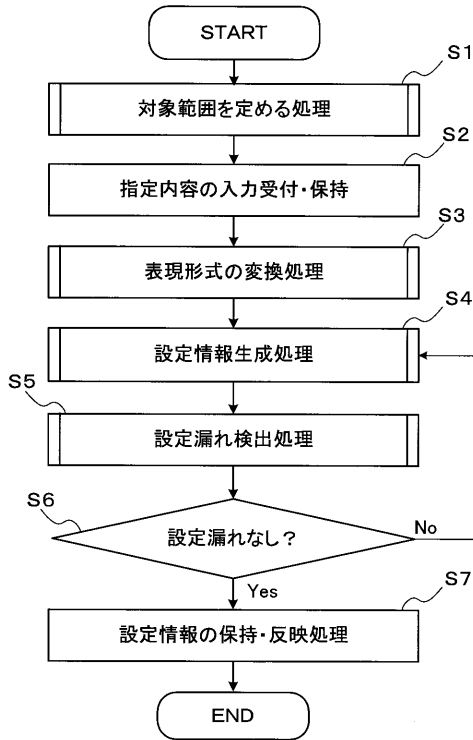 START
S1
対象範囲を定める処理
S2
指定内容の入力受付・保持
S3
表現形式の変換処理
S4
設定情報生成処理
S5
設定漏れ検出処理
S6
設定漏れなし？
No
Yes
S7
設定情報の保持・反映処理
END